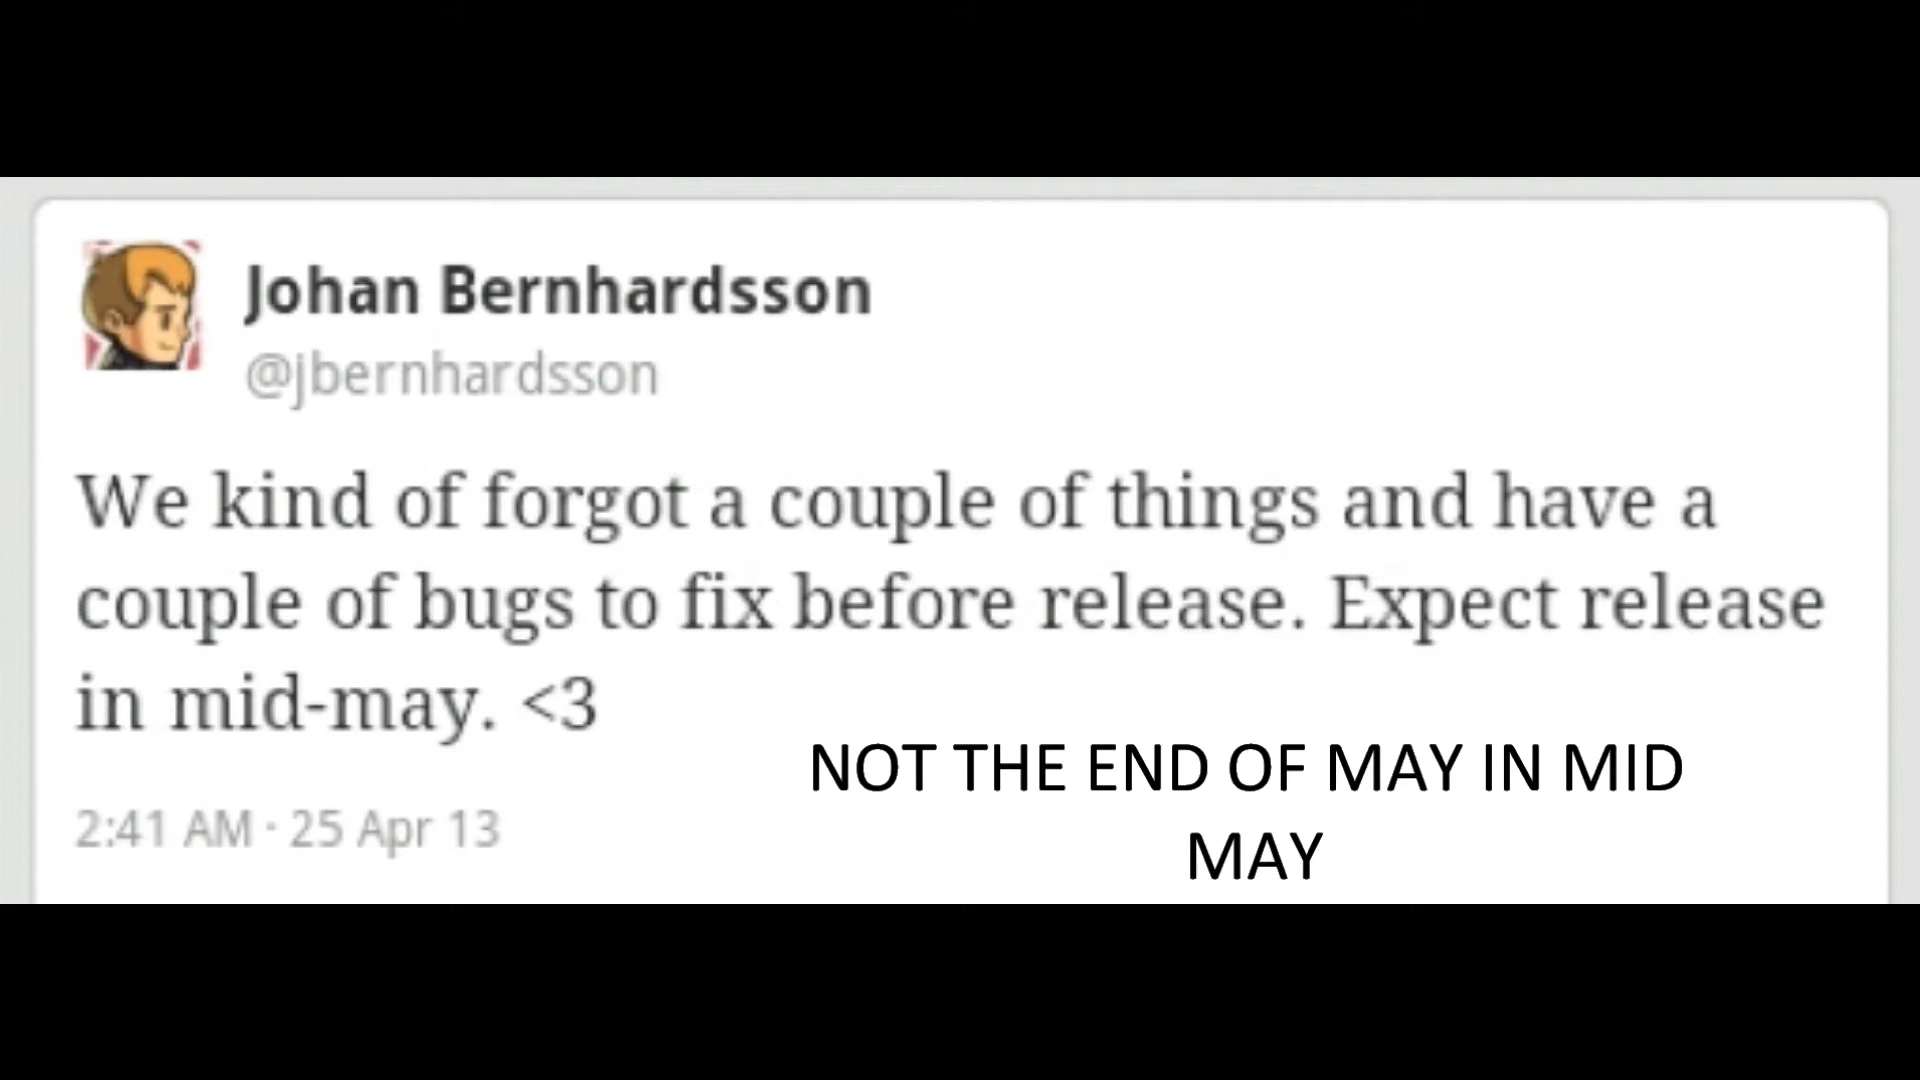 Johan Bernhardsson
@jbernhardsson
We kind of forgot a couple of things and have a
couple of bugs to fix before release. Expect release
in mid-may. <3
NOT THE END OF MAY IN MID
MAY
2:41 AM · 25 Apr 13